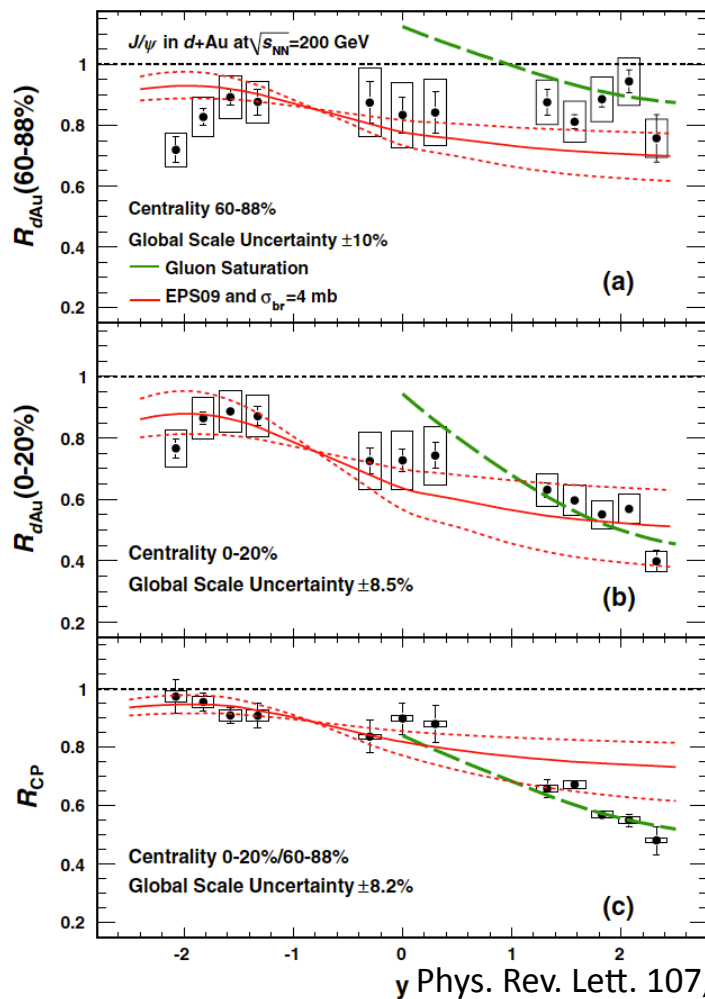 (a)
J/ψ in d+Au at √s_NN=200 GeV
1
0.8
0.6
0.4
0.2
R_dAu(60-88%)
Centrality 60-88%
Global Scale Uncertainty ±10%
Gluon Saturation
EPS09 and σ_br=4 mb
(b)
1
0.8
0.6
0.4
0.2
R_dAu(0-20%)
Centrality 0-20%
Global Scale Uncertainty ±8.5%
(c)
1
0.8
0.6
0.4
0.2
R_CP
Centrality 0-20%/60-88%
Global Scale Uncertainty ±8.2%
-2 -1 0 1 2
y Phys. Rev. Lett. 107,